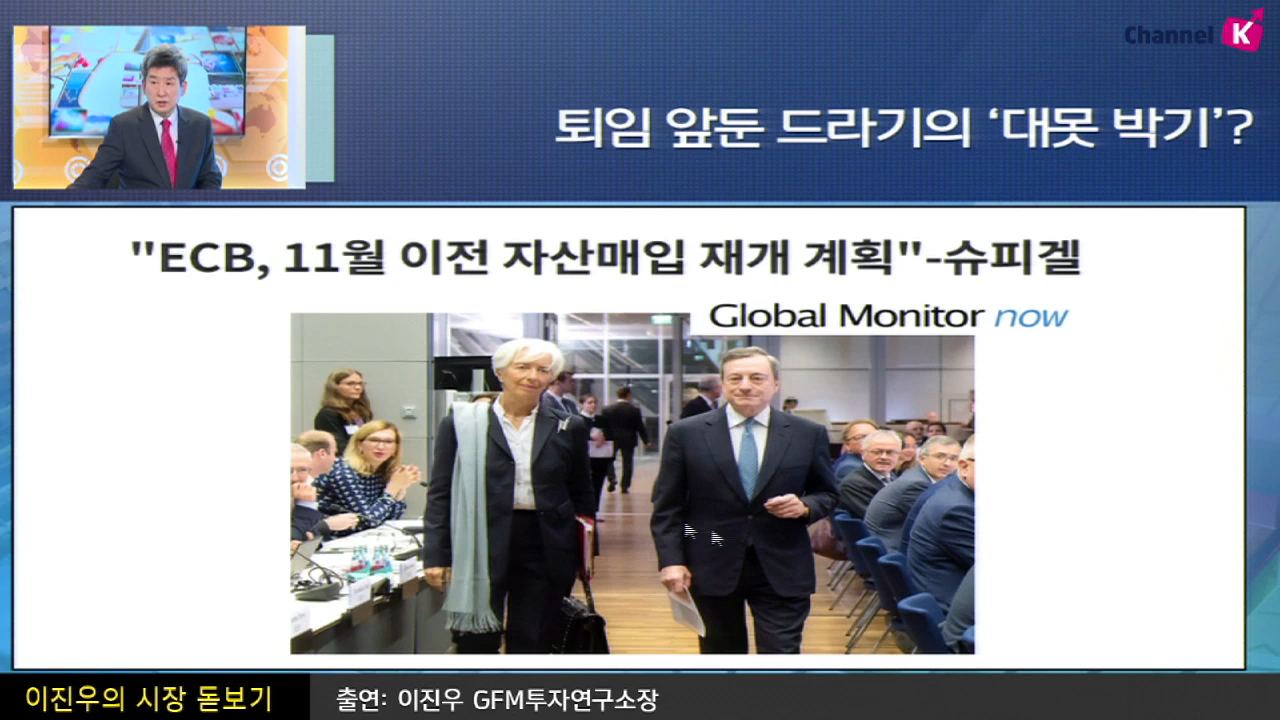 Channel K
퇴임 앞둔 드라기의 ‘대못 박기’?
"ECB, 11월 이전 자산매입 재개 계획"-슈피겔
Global Monitor now
이진우의 시장 돋보기
출연: 이진우 GFM투자연구소장